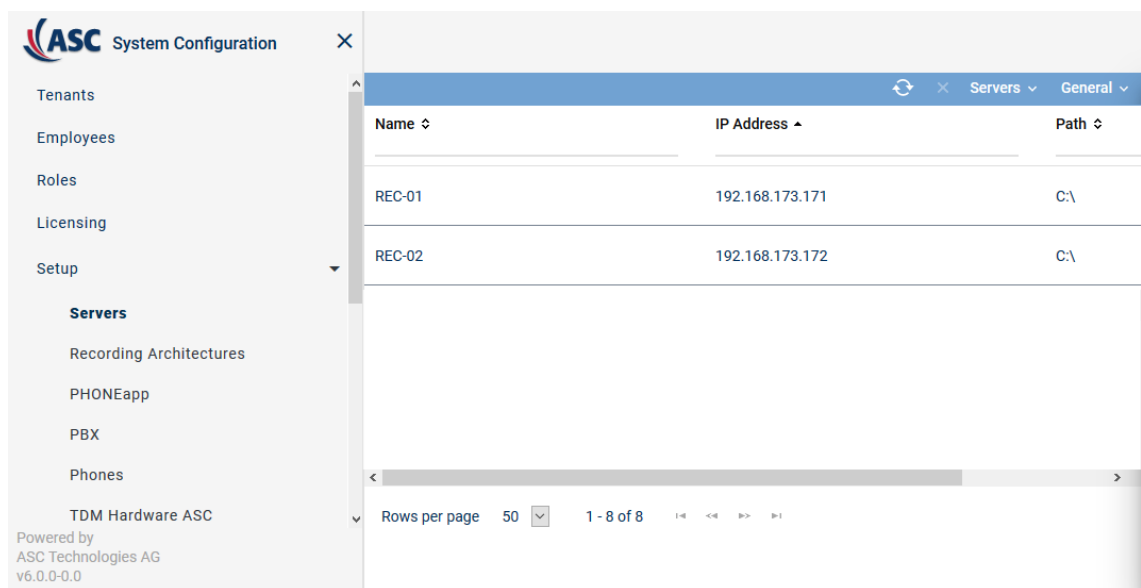 ASC System Configuration
Tenants
Employees
Roles
Licensing
Setup
Servers
Recording Architectures
PHONEapp
PBX
Phones
TDM Hardware ASC
Powered by
ASC Technologies AG
v6.0.0-0.0
Servers General
Name IP Address Path
REC-01 192.168.173.171 C:\
REC-02 192.168.173.172 C:\
Rows per page 50 1 - 8 of 8